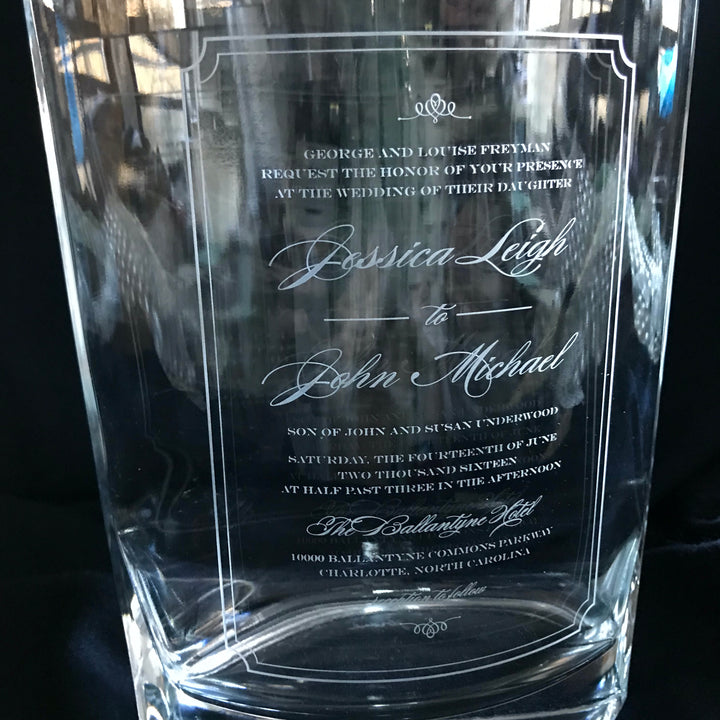 GEORGE AND LOUISE FREYMAN
REQUEST THE HONOR OF YOUR PRESENCE
AT THE WEDDING OF THEIR DAUGHTER
Jessica Leigh
to
John Michael
SON OF JOHN AND SUSAN UNDERWOOD
SATURDAY, THE FOURTEENTH OF JUNE
TWO THOUSAND SIXTEEN
AT HALF PAST THREE IN THE AFTERNOON
The Ballantyne Hotel
10000 BALLANTYNE COMMONS PARKWAY
CHARLOTTE, NORTH CAROLINA
to follow